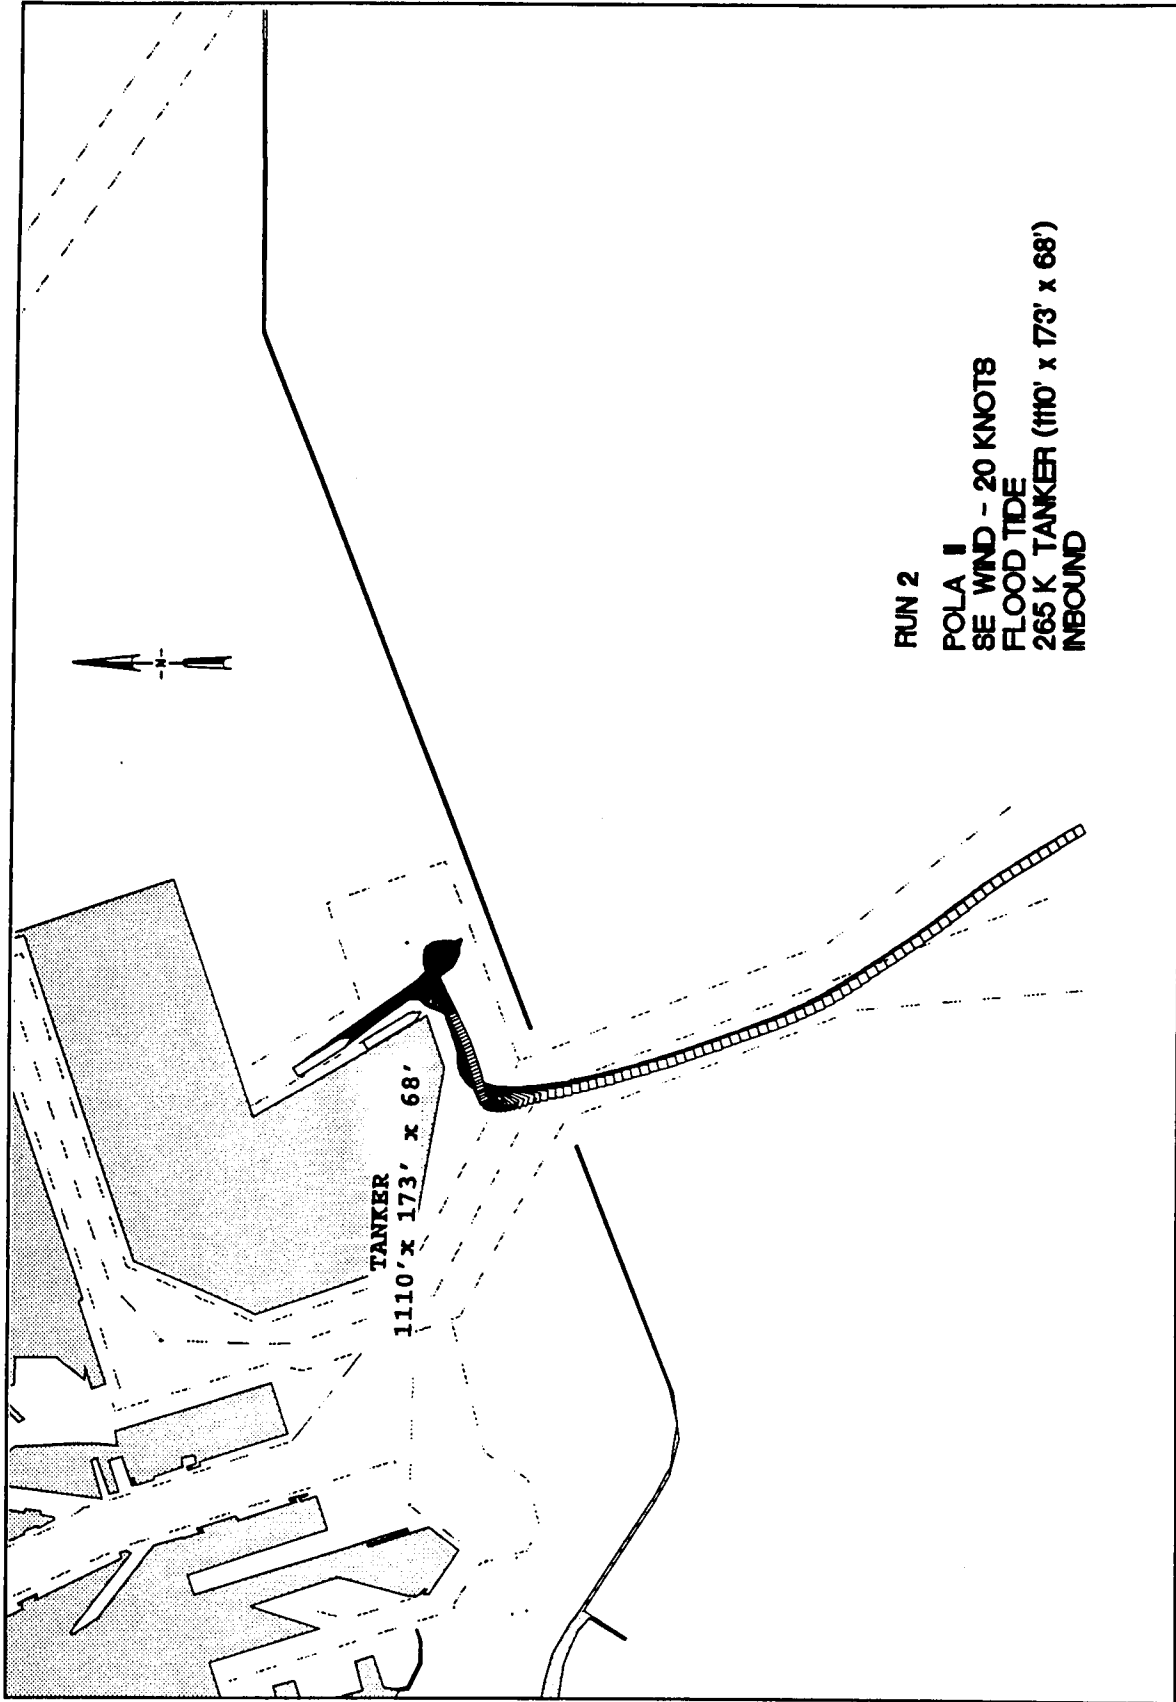 -N-
TANKER
1110'x 173' x 68'
RUN 2
POLA II
SE WIND - 20 KNOTS
FLOOD TIDE
265 K TANKER (1110' x 173' x 68')
INBOUND